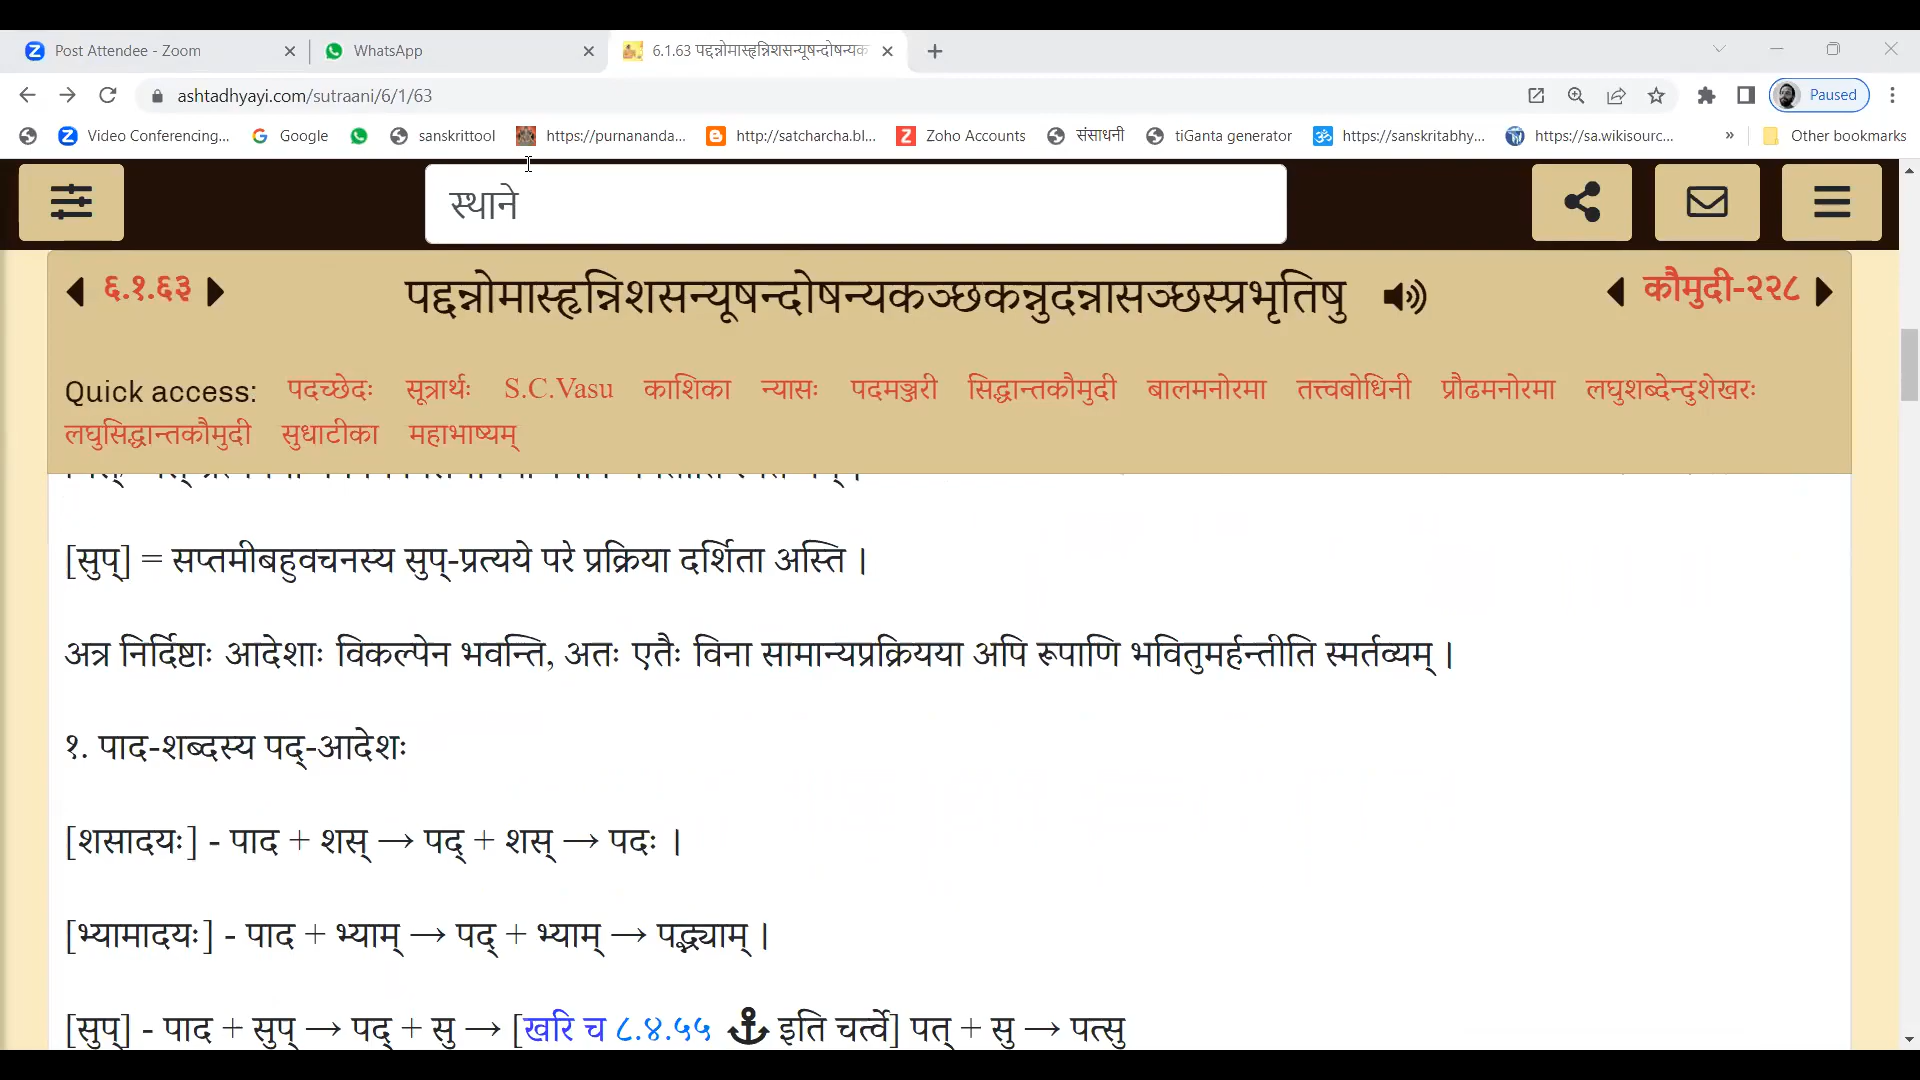 Post Attendee - Zoom
WhatsApp
6.1.63 पद्दन्नोमास्हृन्निशसन्यूषन्दोषन्यक
ashtadhyayi.com/sutraani/6/1/63
Paused
Video Conferencing...
Google
sanskrittool
https://purnananda...
http://satcharcha.bl...
Zoho Accounts
संसाधनी
tiGanta generator
https://sanskritabhy...
https://sa.wikisourc...
»
Other bookmarks
स्थाने
६.१.६३
पद्दन्नोमास्हृन्निशसन्यूषन्दोषन्यकञ्छकन्नुदन्नासञ्छस्प्रभृतिषु
कौमुदी-२२८
Quick access: पदच्छेदः सूत्रार्थः S.C.Vasu काशिका न्यासः पदमञ्जरी सिद्धान्तकौमुदी बालमनोरमा तत्त्वबोधिनी प्रौढमनोरमा लघुशब्देन्दुशेखरः
लघुसिद्धान्तकौमुदी सुधाटीका महाभाष्यम्
[सुप्] = सप्तमीबहुवचनस्य सुप्-प्रत्यये परे प्रक्रिया दर्शिता अस्ति ।
अत्र निर्दिष्टाः आदेशाः विकल्पेन भवन्ति, अतः एतैः विना सामान्यप्रक्रियया अपि रूपाणि भवितुमर्हन्तीति स्मर्तव्यम् ।
१. पाद-शब्दस्य पद्-आदेशः
[शसादयः] - पाद + शस् → पद् + शस् → पदः ।
[भ्यामादयः] - पाद + भ्याम् → पद् + भ्याम् → पद्भ्याम् ।
[सुप्] - पाद + सुप् → पद् + सु → [खरि च ८.४.५५ इति चर्त्वे] पत् + सु → पत्सु